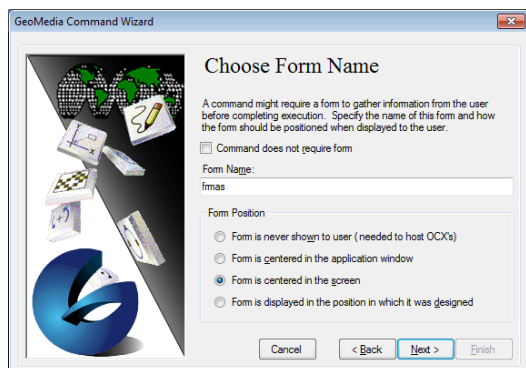 GeoMedia Command Wizard
Choose Form Name
A command might require a form to gather information from the user
before completing execution. Specify the name of this form and how
the form should be positioned when displayed to the user.
Command does not require form
Form Name:
frmas
Form Position
Form is never shown to user ( needed to host OCX's)
Form is centered in the application window
Form is centered in the screen
Form is displayed in the position in which it was designed
Cancel
< Back
Next >
Finish